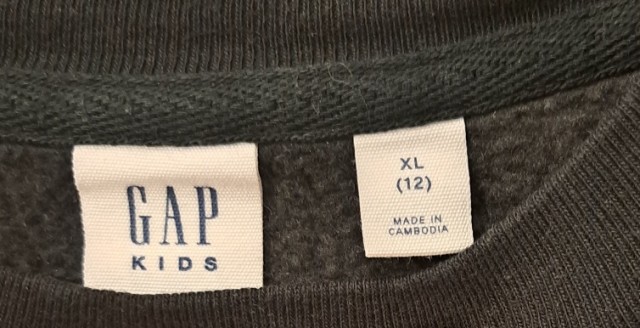 GAP
KIDS
XL
(12)
MADE IN
CAMBODIA